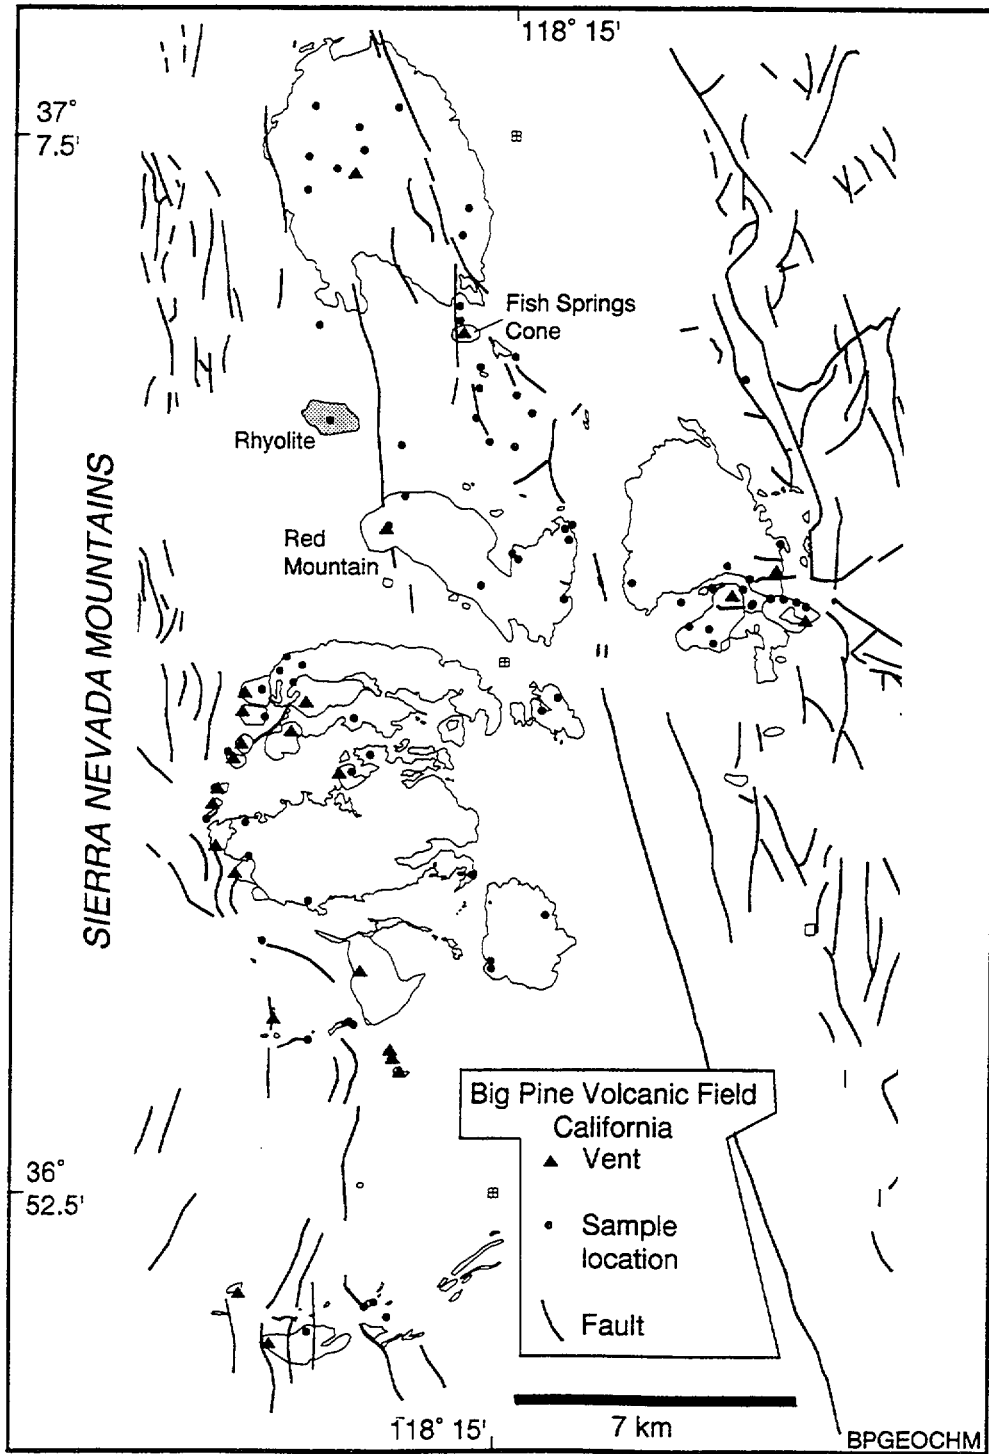 118° 15'
37°
7.5'
Fish Springs
Cone
Rhyolite
Red
Mountain
SIERRA NEVADA MOUNTAINS
Big Pine Volcanic Field
California
Vent
Sample
location
Fault
36°
52.5'
118° 15'
7 km
BPGEOCHM